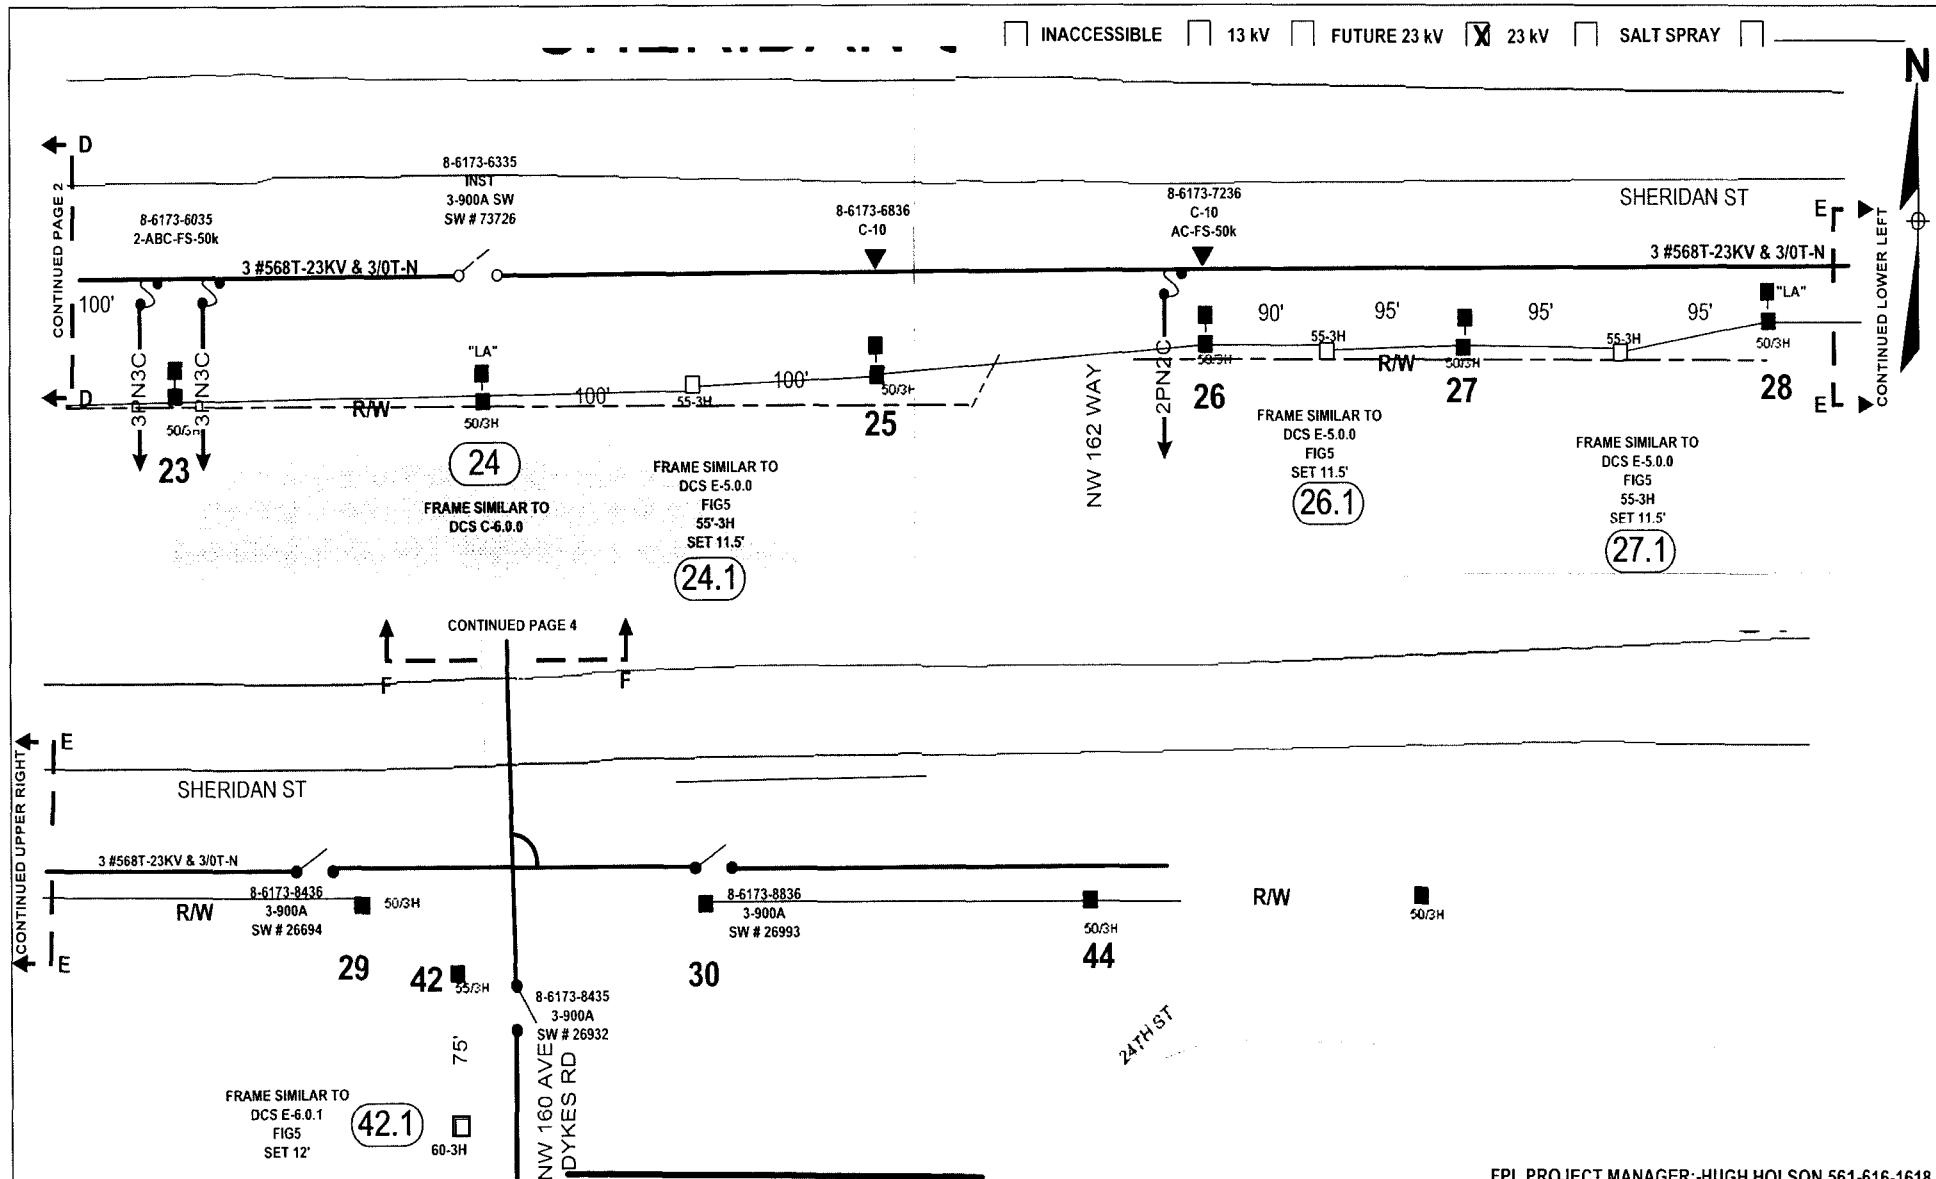 INACCESSIBLE 13 kV FUTURE 23 kV X 23 kV SALT SPRAY
N
D
CONTINUED PAGE 2
D
8-6173-6035
2-ABC-FS-50k
8-6173-6335
INST
3-900A SW
SW # 73726
8-6173-6836
C-10
8-6173-7236
C-10
AC-FS-50k
SHERIDAN ST
E
CONTINUED LOWER LEFT
E
3 #568T-23KV & 3/0T-N
3 #568T-23KV & 3/0T-N
100'
3PN3C
3PN3C
"LA"
R/W
100'
100'
2PN2C
90'
95'
95'
95'
"LA"
R/W
50/3H
50/3H
55-3H
50/3H
50/3H
55-3H
50/3H
55-3H
50/3H
23
24
25
26
27
28
NW 162 WAY
FRAME SIMILAR TO
DCS C-6.0.0
FRAME SIMILAR TO
DCS E-5.0.0
FIG5
55'-3H
SET 11.5'
24.1
FRAME SIMILAR TO
DCS E-5.0.0
FIG5
SET 11.5'
26.1
FRAME SIMILAR TO
DCS E-5.0.0
FIG5
55-3H
SET 11.5'
27.1
CONTINUED PAGE 4
F
F
E
CONTINUED UPPER RIGHT
E
SHERIDAN ST
3 #568T-23KV & 3/0T-N
R/W
8-6173-8436
3-900A
SW # 26694
50/3H
29
8-6173-8836
3-900A
SW # 26993
30
50/3H
44
R/W
50/3H
42
55/3H
8-6173-8435
3-900A
SW # 26932
75'
NW 160 AVE
DYKES RD
24TH ST
FRAME SIMILAR TO
DCS E-6.0.1
FIG5
SET 12'
42.1
60-3H
FPL PROJECT MANAGER:-HUGH HOLSON 561-616-1618